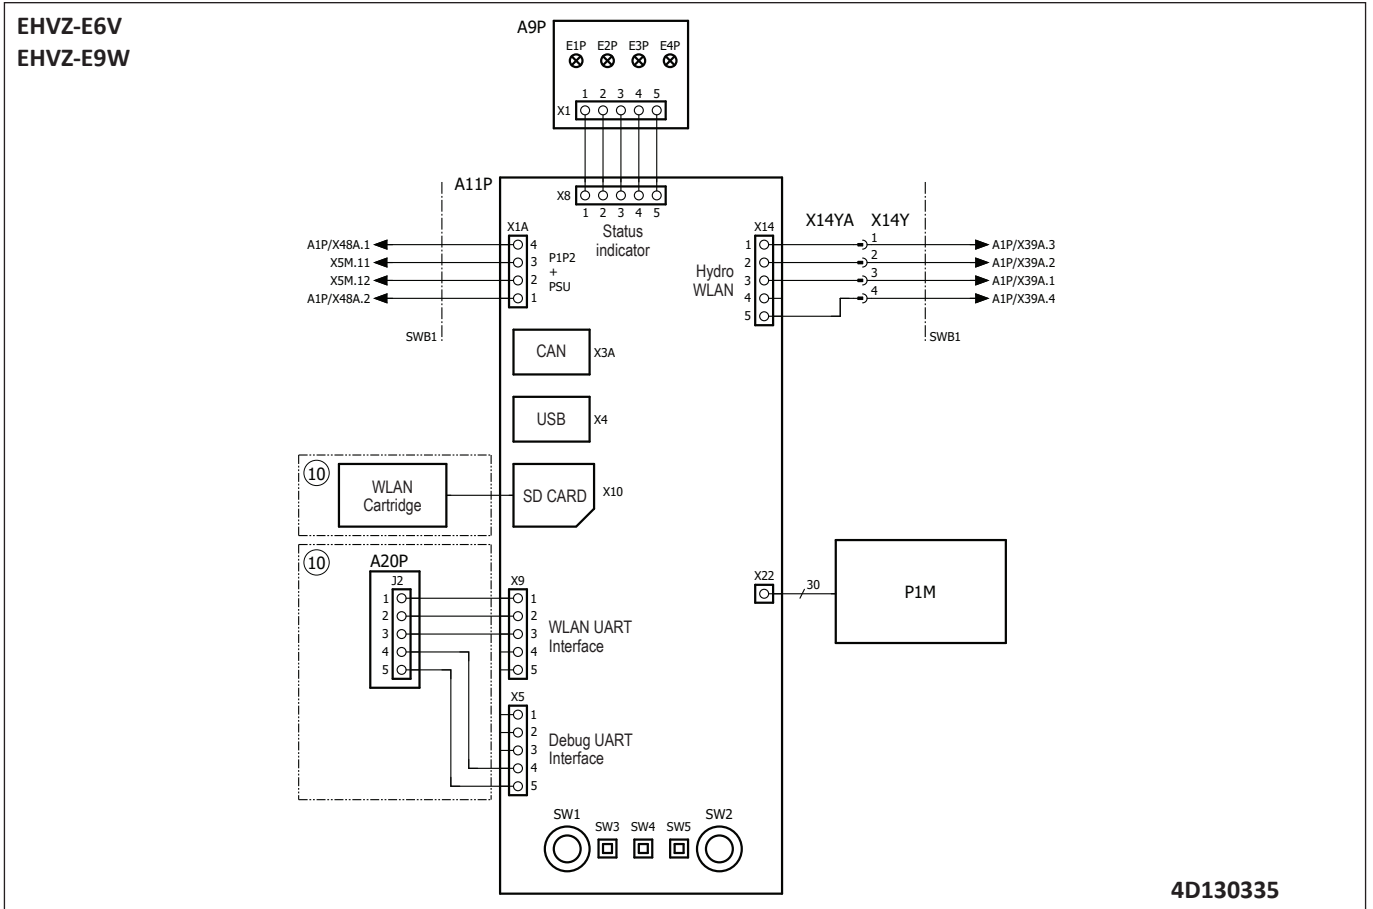 EHVZ-E6V
EHVZ-E9W
A9P
E1P E2P E3P E4P
1 2 3 4 5
X1
A11P
X8
1 2 3 4 5
Status
indicator
X1A
4
3
2
1
P1P2
+
PSU
A1P/X48A.1
X5M.11
X5M.12
A1P/X48A.2
SWB1
X14
1
2
3
4
5
Hydro
WLAN
X14YA X14Y
1
2
3
4
A1P/X39A.3
A1P/X39A.2
A1P/X39A.1
A1P/X39A.4
SWB1
CAN X3A
USB X4
10
WLAN
Cartridge
SD CARD X10
10
A20P
J2
1
2
3
4
5
X9
1
2
3
4
5
WLAN UART
Interface
X22
30
P1M
X5
1
2
3
4
5
Debug UART
Interface
SW1 SW3 SW4 SW5 SW2
4D130335